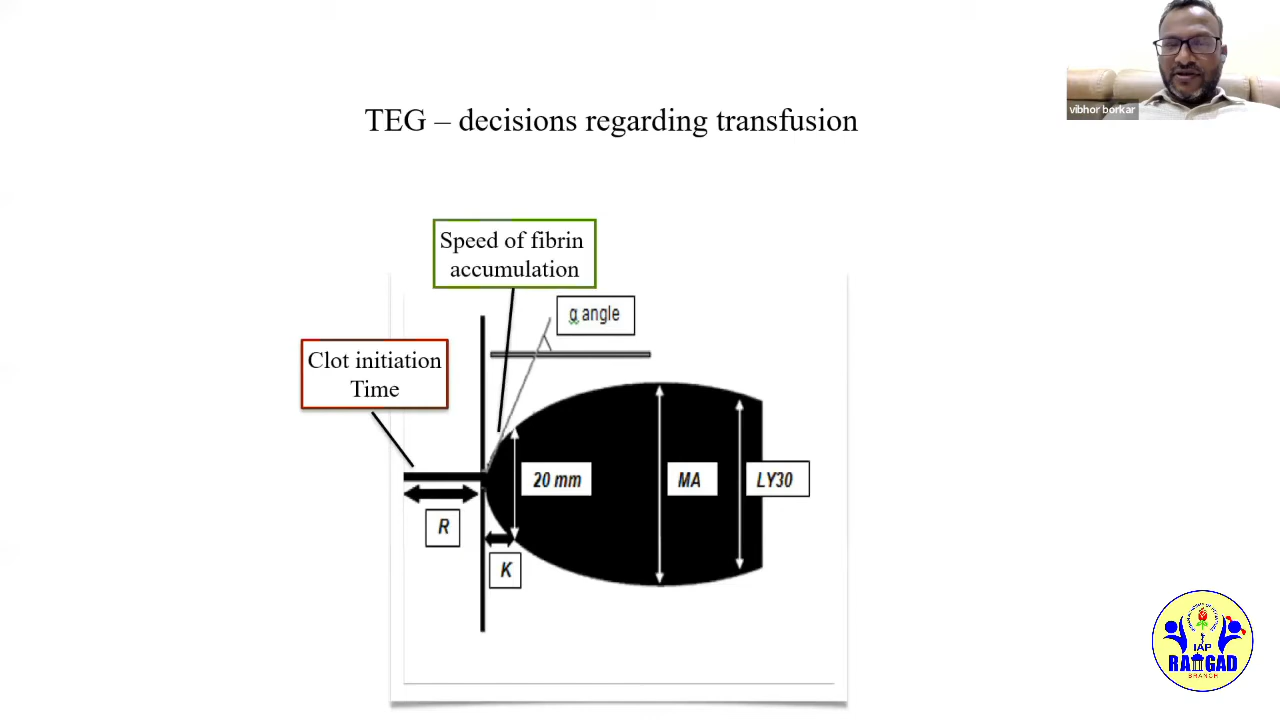 vibhor borkar
TEG – decisions regarding transfusion
Speed of fibrin
accumulation
g angle
Clot initiation
Time
20 mm
MA
LY30
R
K
IAP
BRANCH